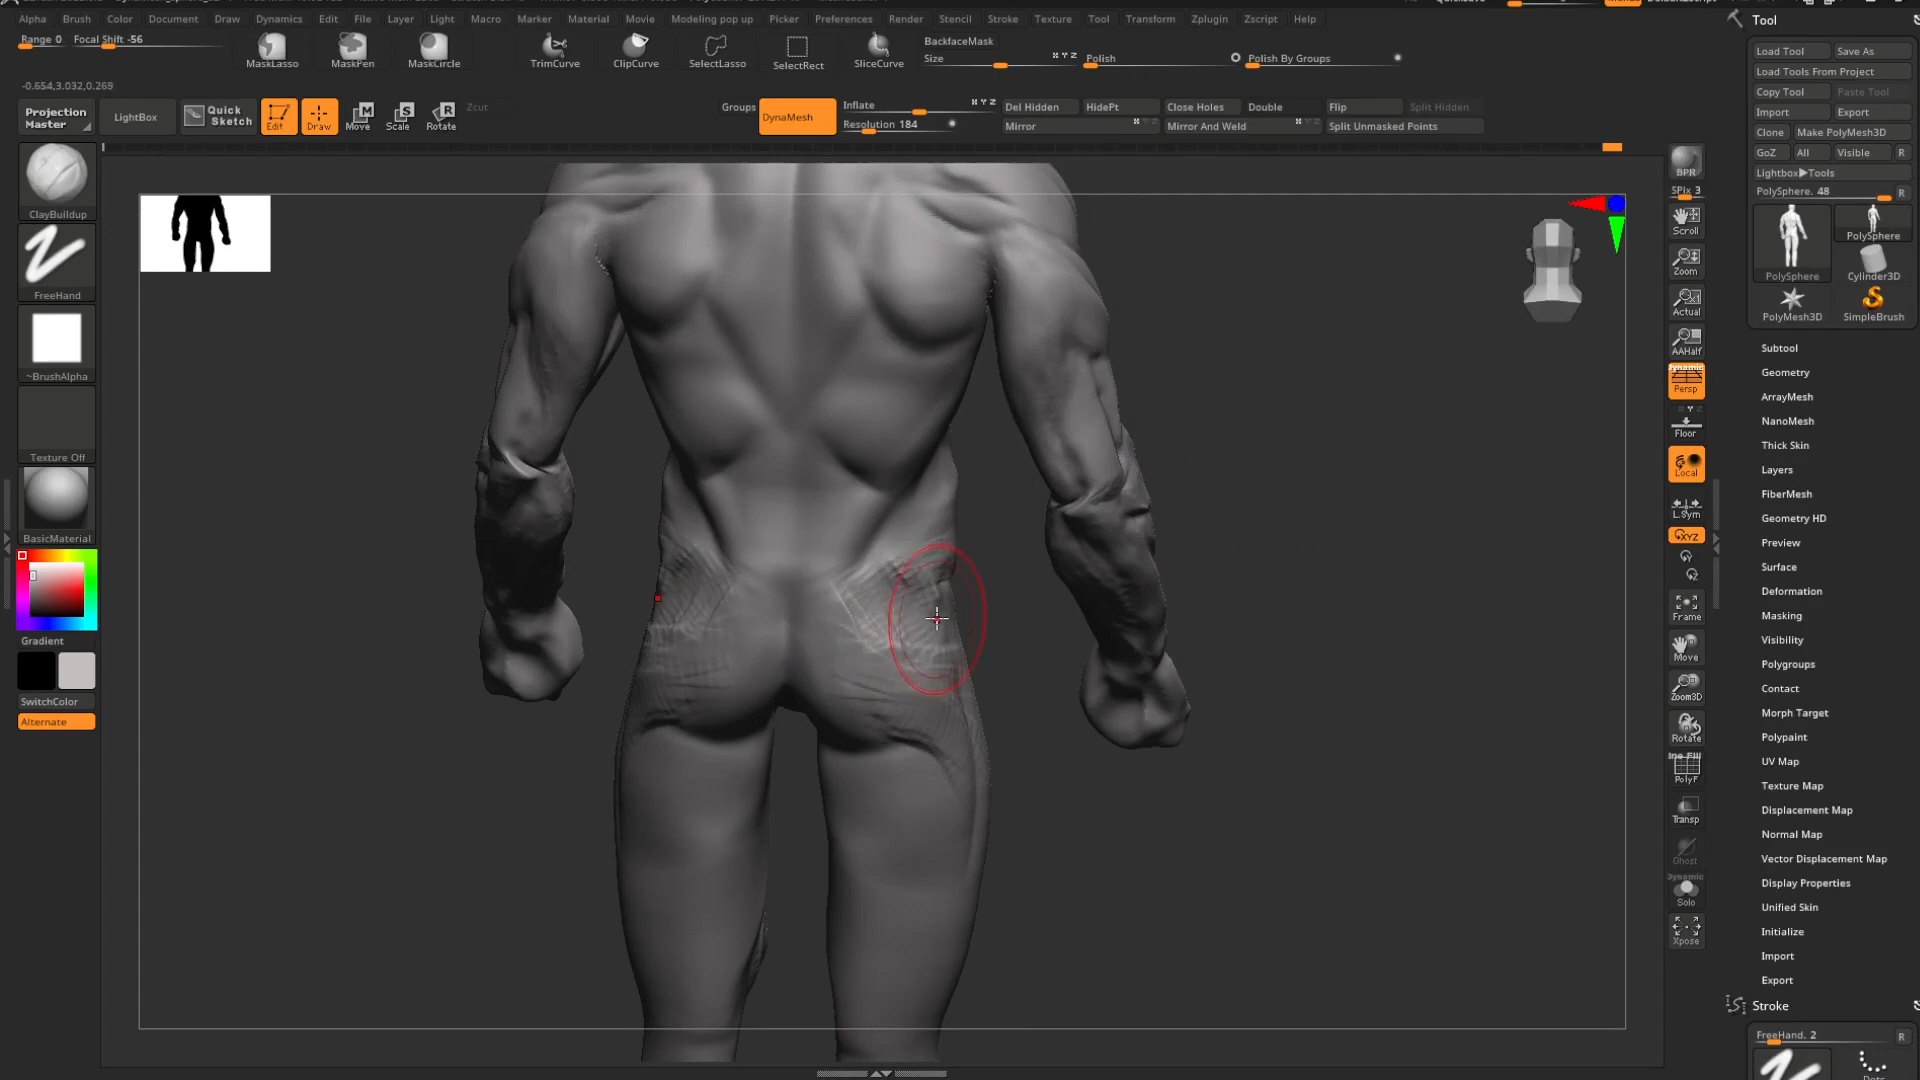 Alpha Brush Color Document Draw Dynamics Edit File Layer Light Macro Marker Material Movie Modeling pop up Picker Preferences Render Stencil Stroke Texture Tool Transform Zplugin Zscript Help
Range 0 Focal Shift -56
MaskLasso MaskPen MaskCircle TrimCurve ClipCurve SelectLasso SelectRect SliceCurve
BackfaceMask
Size X Y Z Polish Polish By Groups
-0.654,3.032,0.269
Projection Master
LightBox
Quick Sketch
Edit Draw Move Scale Rotate
Zcut
Groups DynaMesh
Inflate X Y Z
Resolution 184
Del Hidden HidePt Close Holes Double Flip Split Hidden
Mirror Mirror And Weld Split Unmasked Points
ClayBuildup
FreeHand
~BrushAlpha
Texture Off
BasicMaterial
Gradient
SwitchColor
Alternate
BPR
SPix 3
Scroll
Zoom
Actual
AAHalf
Dynamic
Persp
Floor
Local
L.Sym
XYZ
Y
Z
Frame
Move
Zoom3D
Rotate
PolyF
Transp
Ghost
Dynamic
Solo
Xpose
Tool
Load Tool Save As
Load Tools From Project
Copy Tool Paste Tool
Import Export
Clone Make PolyMesh3D
GoZ All Visible R
Lightbox▶Tools
PolySphere. 48 R
PolySphere
PolySphere
Cylinder3D
PolyMesh3D
SimpleBrush
Subtool
Geometry
ArrayMesh
NanoMesh
Thick Skin
Layers
FiberMesh
Geometry HD
Preview
Surface
Deformation
Masking
Visibility
Polygroups
Contact
Morph Target
Polypaint
UV Map
Texture Map
Displacement Map
Normal Map
Vector Displacement Map
Display Properties
Unified Skin
Initialize
Import
Export
Stroke
FreeHand. 2 R